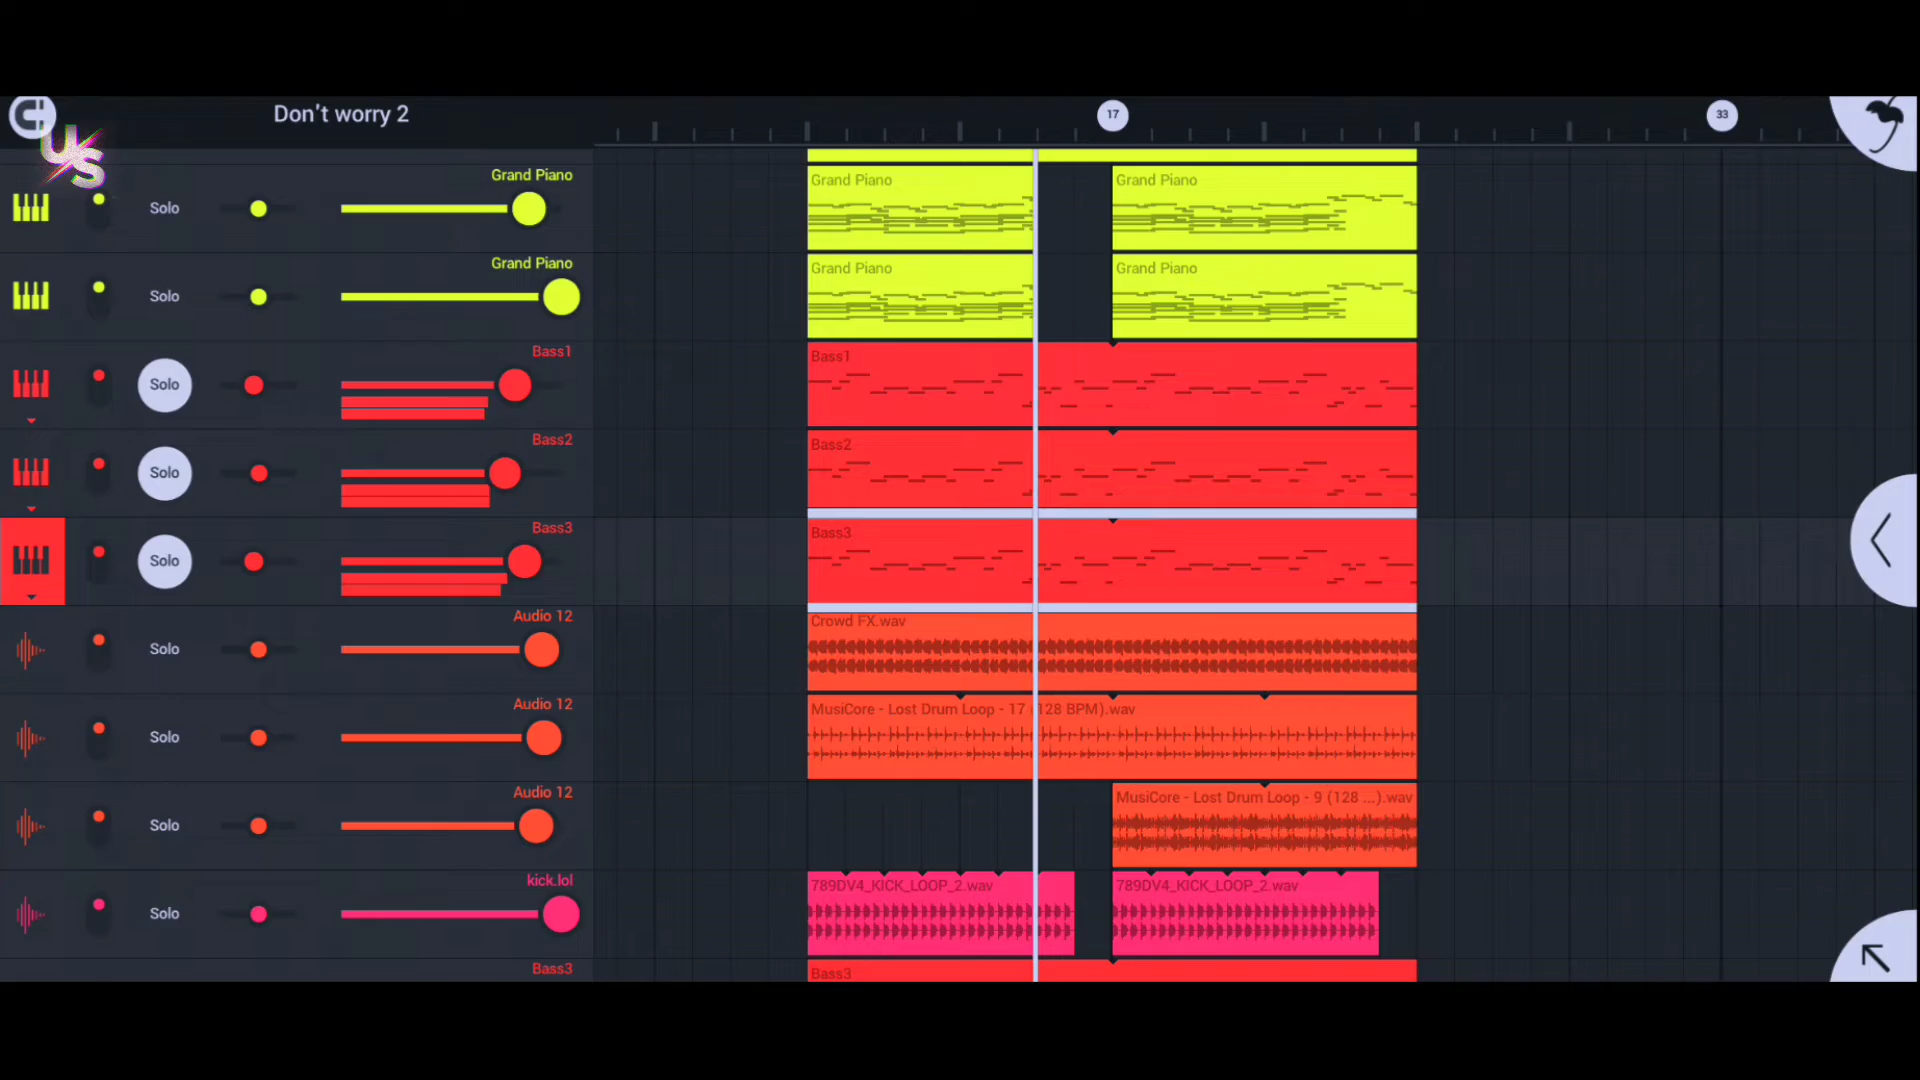 Don't worry 2
17
33
US
Grand Piano
Solo
Grand Piano
Grand Piano
Grand Piano
Solo
Grand Piano
Grand Piano
Bass1
Solo
Bass1
Bass2
Solo
Bass2
Bass3
Solo
Bass3
Audio 12
Solo
Crowd FX.wav
Audio 12
Solo
MusiCore - Lost Drum Loop - 17 (128 BPM).wav
Audio 12
Solo
MusiCore - Lost Drum Loop - 9 (128 ...).wav
kick.lol
Solo
789DV4_KICK_LOOP_2.wav
789DV4_KICK_LOOP_2.wav
Bass3
Bass3